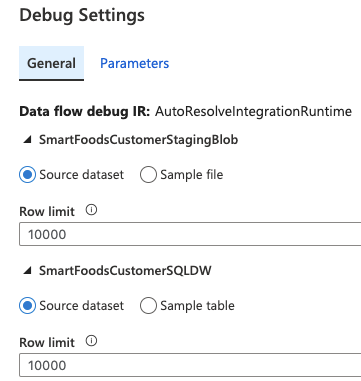 Debug Settings
General Parameters
Data flow debug IR: AutoResolveIntegrationRuntime
SmartFoodsCustomerStagingBlob
Source dataset Sample file
Row limit
10000
SmartFoodsCustomerSQLDW
Source dataset Sample table
Row limit
10000